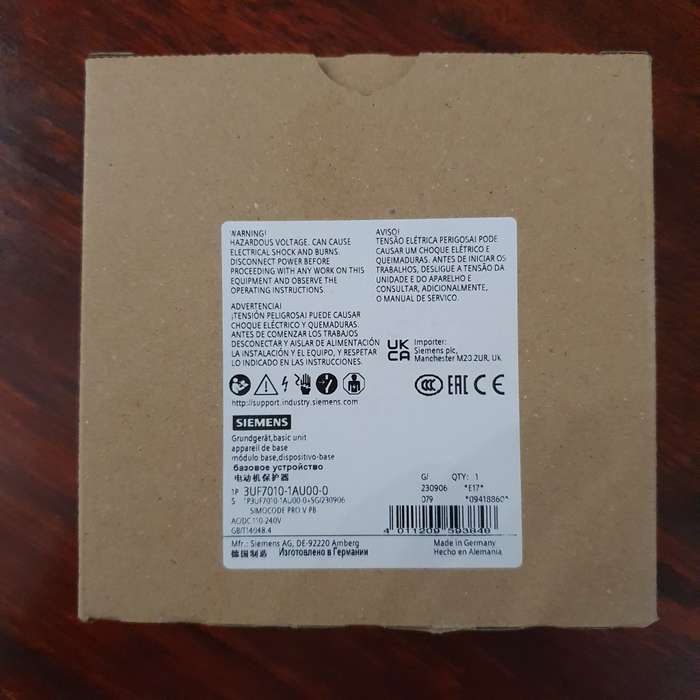 WARNING!
HAZARDOUS VOLTAGE. CAN CAUSE
ELECTRICAL SHOCK AND BURNS.
DISCONNECT POWER BEFORE
PROCEEDING WITH ANY WORK ON THIS
EQUIPMENT AND OBSERVE THE
OPERATING INSTRUCTIONS.
ADVERTENCIA!
¡TENSIÓN PELIGROSA! PUEDE CAUSAR
CHOQUE ELÉCTRICO Y QUEMADURAS.
ANTES DE COMENZAR LOS TRABAJOS
DESCONECTAR Y AISLAR DE ALIMENTACIÓN
LA INSTALACIÓN Y EL EQUIPO, Y RESPETAR
LO INDICADO EN LAS INSTRUCCIONES.
AVISO!
TENSÃO ELÉTRICA PERIGOSA! PODE
CAUSAR UM CHOQUE ELÉTRICO E
QUEIMADURAS. ANTES DE INICIAR OS
TRABALHOS, DESLIGUE A TENSÃO DA
UNIDADE E DO APARELHO E
CONSULTAR, ADICIONALMENTE,
O MANUAL DE SERVICO.
UK
CA
Importer:
Siemens plc,
Manchester M20 2UR, UK
CCC EAC CE
http://support.industry.siemens.com
SIEMENS
Grundgerät,basic unit
appareil de base
módulo base,dispositivo-base
базовое устройство
电动机保护器
1P 3UF7010-1AU00-0
S 1P3UF7010-1AU00-0+SG/230906
SIMOCODE PRO V PB
AC/DC 110-240V
GB/T14048.4
G/ QTY: 1
230906 *E17*
079 *09418860*
4 011209 593848
Mfr.: Siemens AG, DE-92220 Amberg
德国制造 Изготовлено в Германии
Made in Germany
Hecho en Alemania